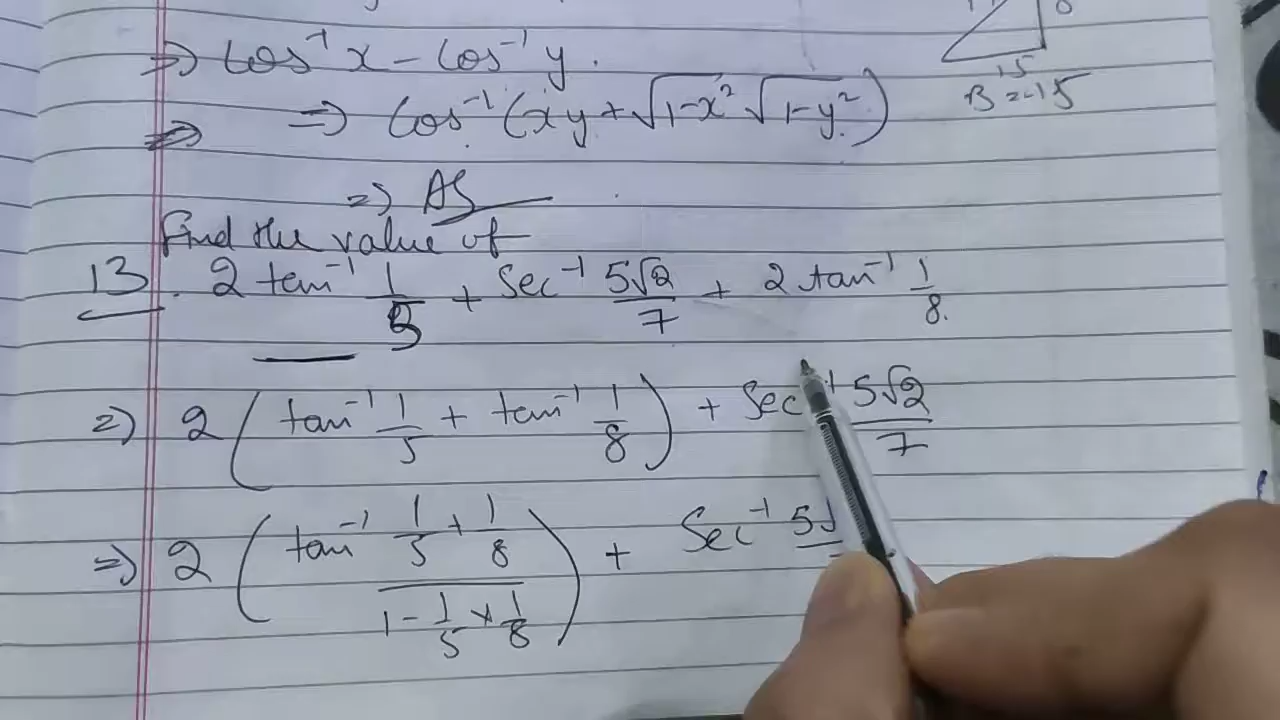 ⇒ Cos⁻¹x - Cos⁻¹y.
⇒ Cos⁻¹(xy + √1-x² √1-y²)
15
B = 15
⇒ AS
find the value of
13. 2 tan⁻¹ 1/5 + Sec⁻¹ 5√2/7 + 2 tan⁻¹ 1/8.
⇒ 2 (tan⁻¹ 1/5 + tan⁻¹ 1/8) + Sec⁻¹ 5√2/7
⇒ 2 (tan⁻¹ (1/5 + 1/8)/(1 - 1/5 × 1/8)) + Sec⁻¹ 5√